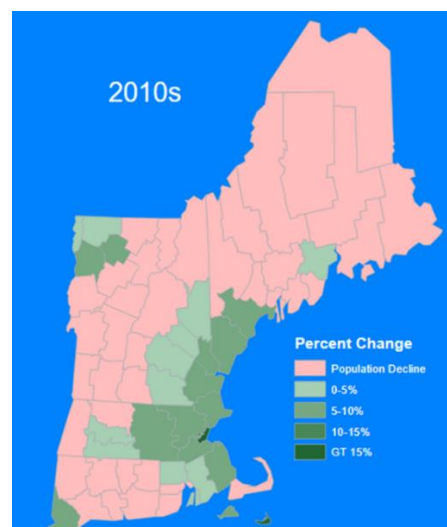 2010s
Percent Change
Population Decline
0-5%
5-10%
10-15%
GT 15%